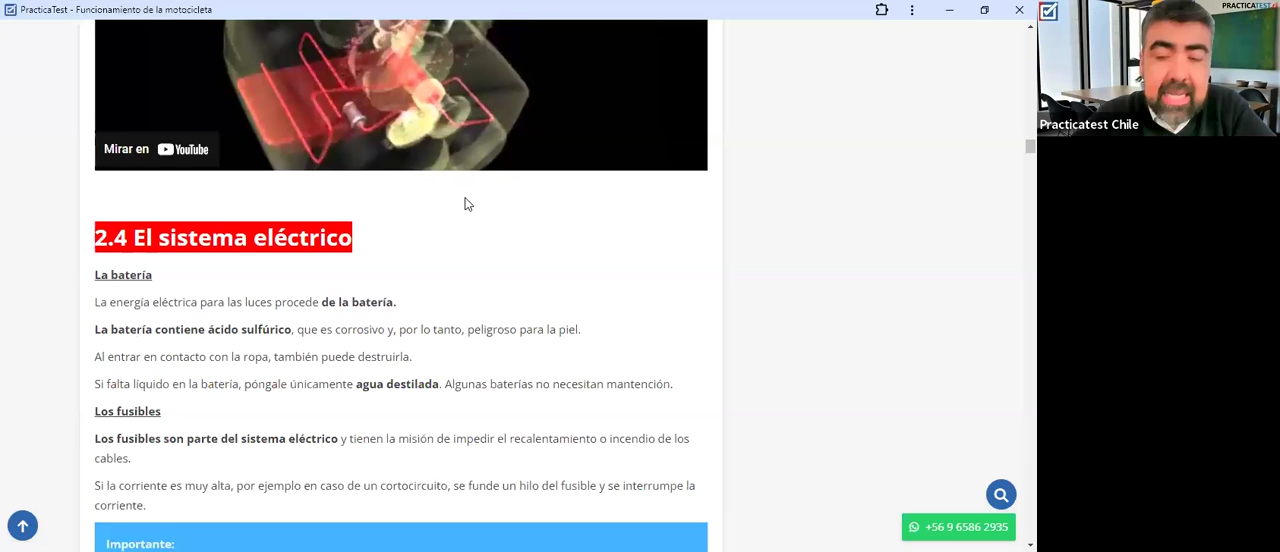 PracticaTest - Funcionamiento de la motocicleta
PRACTICATEST
Practicatest Chile
Mirar en YouTube
2.4 El sistema eléctrico
La batería
La energía eléctrica para las luces procede de la batería.
La batería contiene ácido sulfúrico, que es corrosivo y, por lo tanto, peligroso para la piel.
Al entrar en contacto con la ropa, también puede destruirla.
Si falta líquido en la batería, póngale únicamente agua destilada. Algunas baterías no necesitan mantención.
Los fusibles
Los fusibles son parte del sistema eléctrico y tienen la misión de impedir el recalentamiento o incendio de los
cables.
Si la corriente es muy alta, por ejemplo en caso de un cortocircuito, se funde un hilo del fusible y se interrumpe la
corriente.
+56 9 6586 2935
Importante: